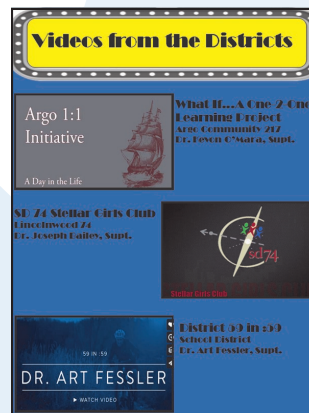 Videos from the Districts
Argo 1:1
Initiative
A Day in the Life
What If...A One 2 One
Learning Project
Argo Community 217
Dr. Kevin O'Mara, Supt.
SD 74 Stellar Girls Club
Lincolnwood 74
Dr. Joseph Bailey, Supt.
sd74
Stellar Girls Club
59 IN :59
DR. ART FESSLER
WATCH VIDEO
District 59 in :59
School District
Dr. Art Fessler, Supt.